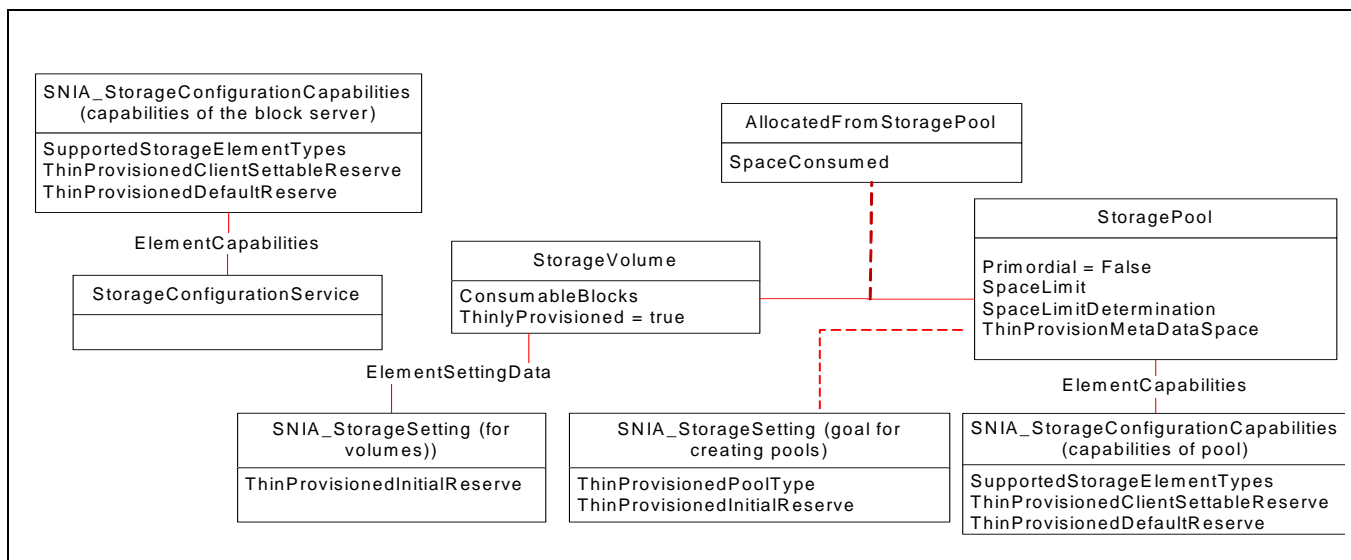 SNIA_StorageConfigurationCapabilities
(capabilities of the block server)
SupportedStorageElementTypes
ThinProvisionedClientSettableReserve
ThinProvisionedDefaultReserve
ElementCapabilities
StorageConfigurationService
AllocatedFromStoragePool
SpaceConsumed
StorageVolume
ConsumableBlocks
ThinlyProvisioned = true
StoragePool
Primordial = False
SpaceLimit
SpaceLimitDetermination
ThinProvisionMetaDataSpace
ElementSettingData
ElementCapabilities
SNIA_StorageSetting (for
volumes))
ThinProvisionedInitialReserve
SNIA_StorageSetting (goal for
creating pools)
ThinProvisionedPoolType
ThinProvisionedInitialReserve
SNIA_StorageConfigurationCapabilities
(capabilities of pool)
SupportedStorageElementTypes
ThinProvisionedClientSettableReserve
ThinProvisionedDefaultReserve